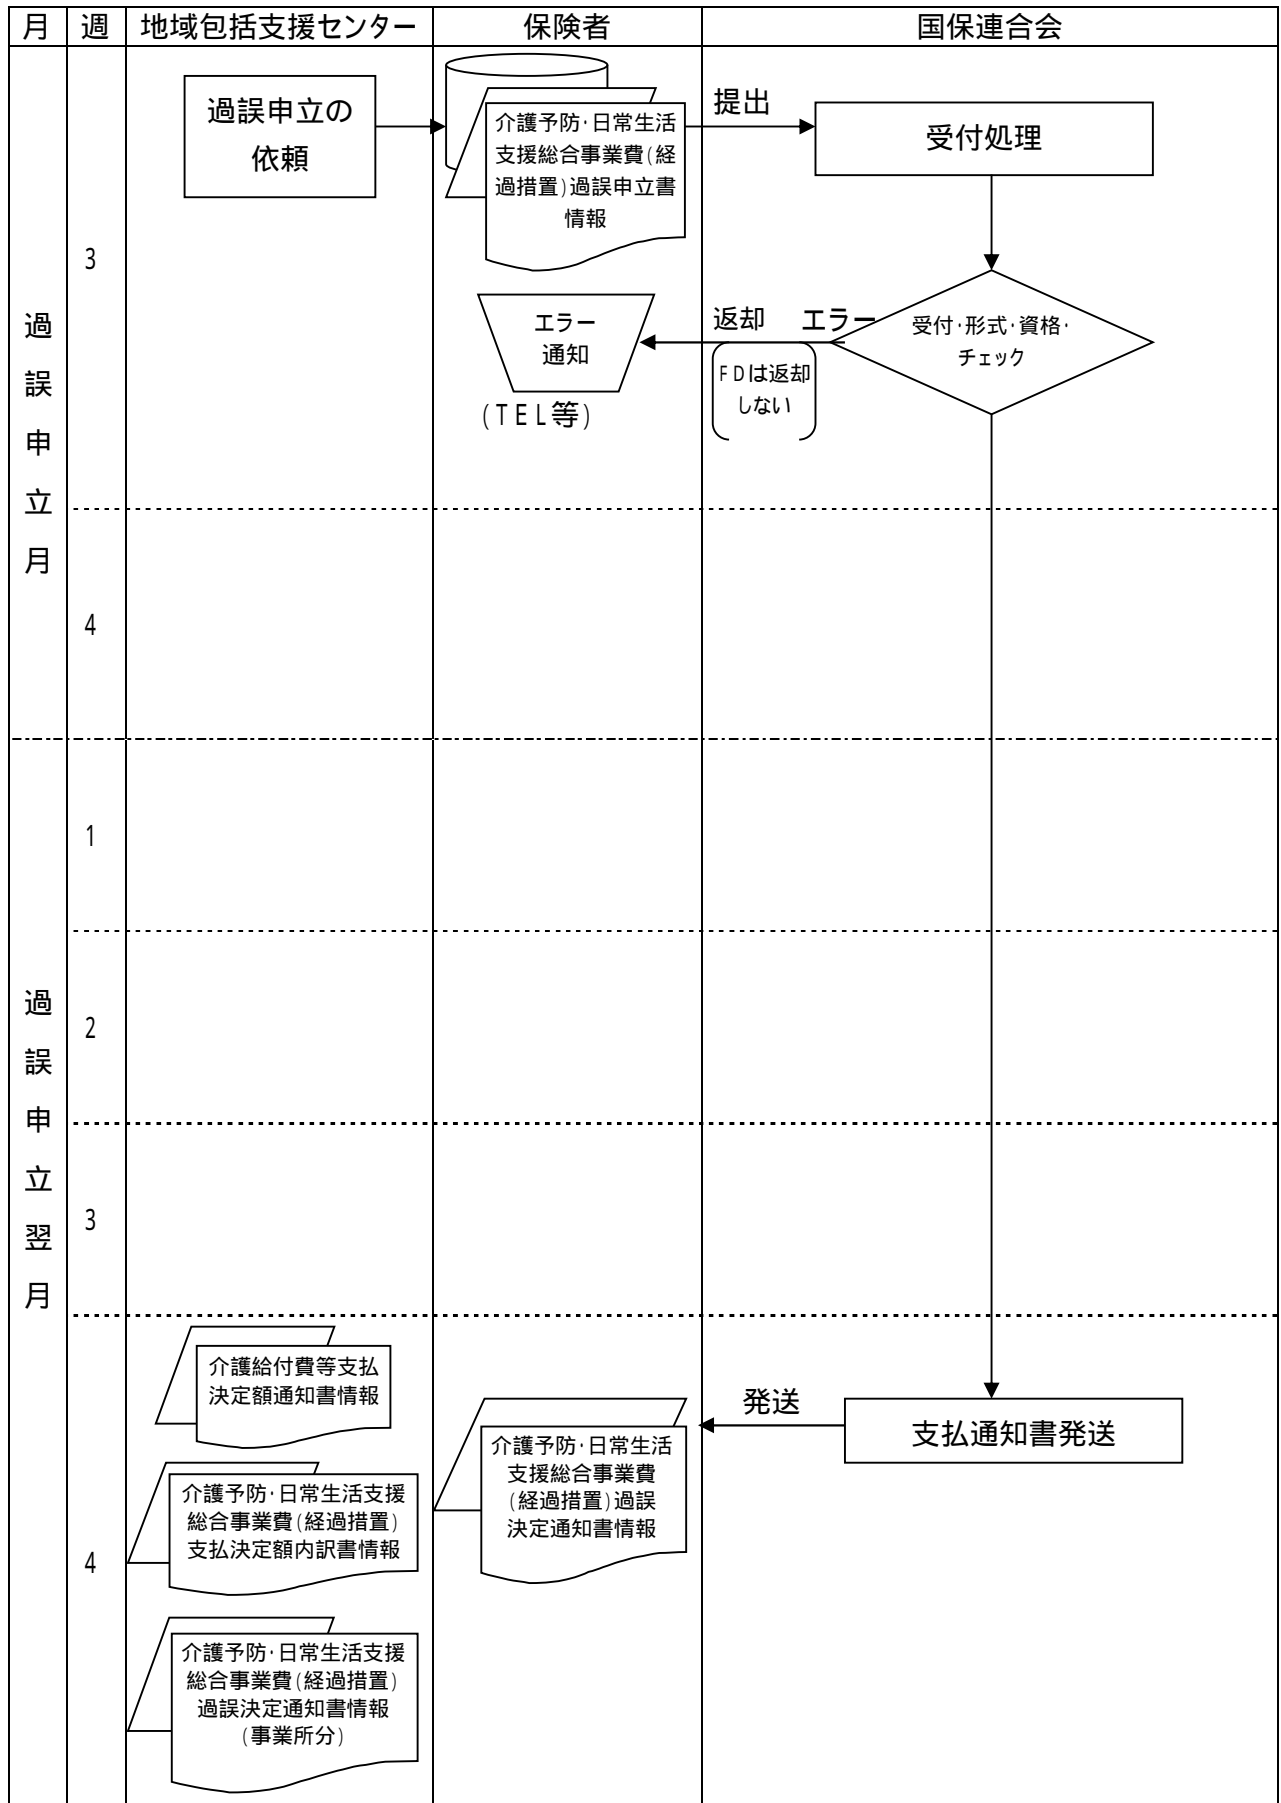 月 週 地域包括支援センター 保険者 国保連合会
過誤申立月
3
過誤申立の
依頼
介護予防・日常生活
支援総合事業費(経
過措置)過誤申立書
情報
提出
受付処理
受付・形式・資格・
チェック
返却 エラー
FDは返却
しない
エラー
通知
(TEL等)
4
過誤申立翌月
1
2
3
4
介護給付費等支払
決定額通知書情報
介護予防・日常生活支援
総合事業費(経過措置)
支払決定額内訳書情報
介護予防・日常生活支援
総合事業費(経過措置)
過誤決定通知書情報
(事業所分)
介護予防・日常生活
支援総合事業費
(経過措置)過誤
決定通知書情報
発送
支払通知書発送